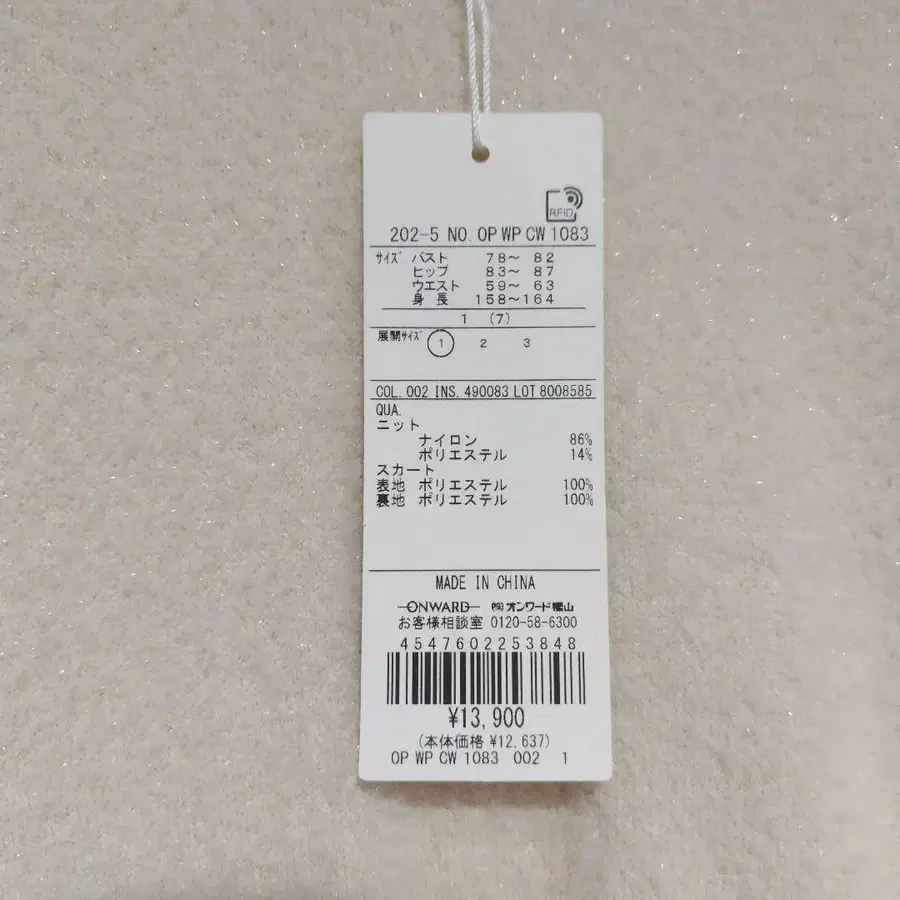 RFID
202-5 NO. OP WP CW 1083
サイズ バスト 78～ 82
ヒップ 83～ 87
ウエスト 59～ 63
身 長 158～164
1 (7)
展開サイズ 1 2 3
COL. 002 INS. 490083 LOT 8008585
QUA.
ニット
ナイロン 86%
ポリエステル 14%
スカート
表地 ポリエステル 100%
裏地 ポリエステル 100%
MADE IN CHINA
ONWARD ㈱オンワード樫山
お客様相談室 0120-58-6300
4547602253848
¥13,900
(本体価格 ¥12,637)
OP WP CW 1083 002 1